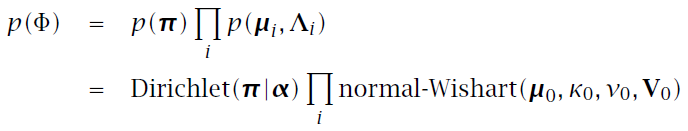 p(Φ) = p(π) ∏_i p(μ_i, Λ_i)
= Dirichlet(π|α) ∏_i normal-Wishart(μ_0, κ_0, ν_0, V_0)